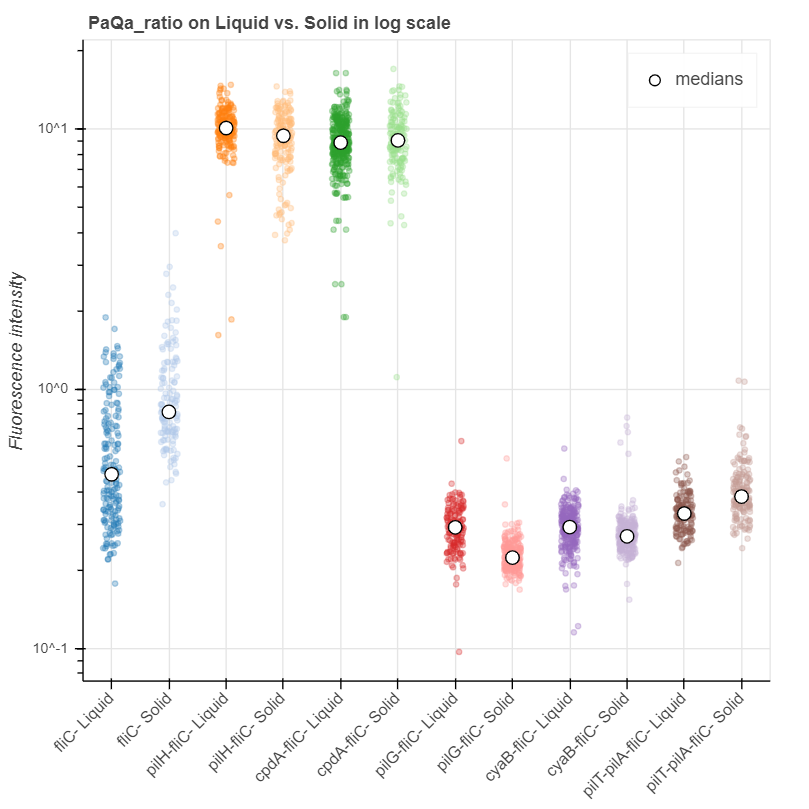 PaQa_ratio on Liquid vs. Solid in log scale
medians
Fluorescence intensity
10^1
10^0
10^-1
fliC- Liquid
fliC- Solid
pilH-fliC- Liquid
pilH-fliC- Solid
cpdA-fliC- Liquid
cpdA-fliC- Solid
pilG-fliC- Liquid
pilG-fliC- Solid
cyaB-fliC- Liquid
cyaB-fliC- Solid
pilT-pilA-fliC- Liquid
pilT-pilA-fliC- Solid